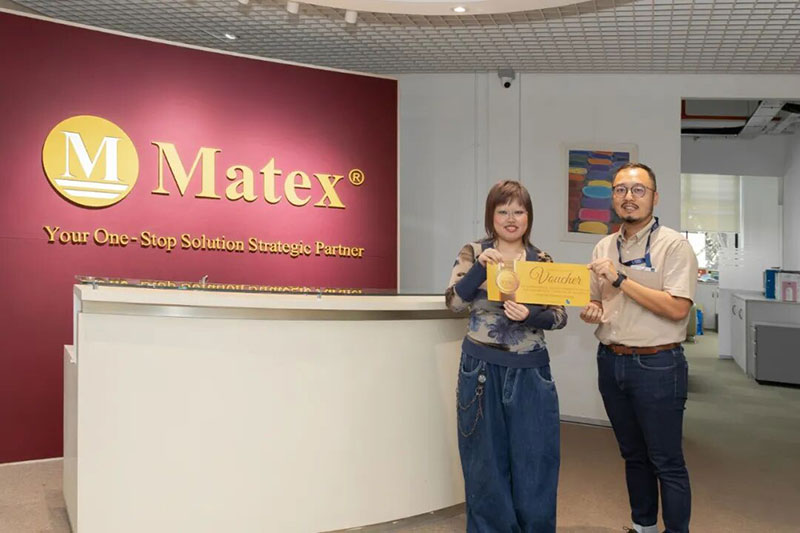 M
Matex®
Your One-Stop Solution Strategic Partner
Voucher